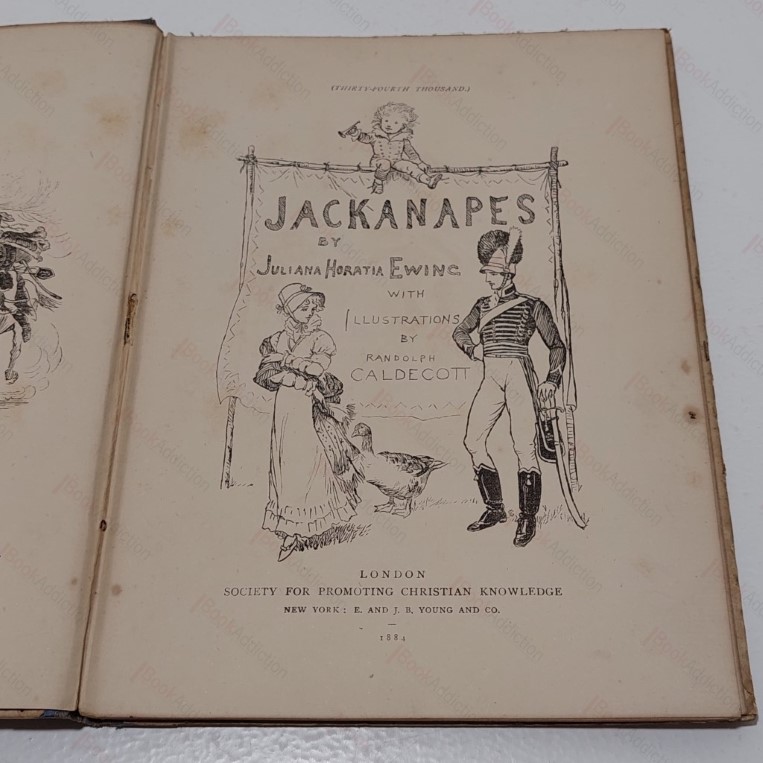 (THIRTY-FOURTH THOUSAND.)
JACKANAPES
BY
JULIANA HORATIA EWING
WITH
ILLUSTRATIONS
BY
RANDOLPH
CALDECOTT
LONDON
SOCIETY FOR PROMOTING CHRISTIAN KNOWLEDGE
NEW YORK: E. AND J. B. YOUNG AND CO.
1884
BookAddiction